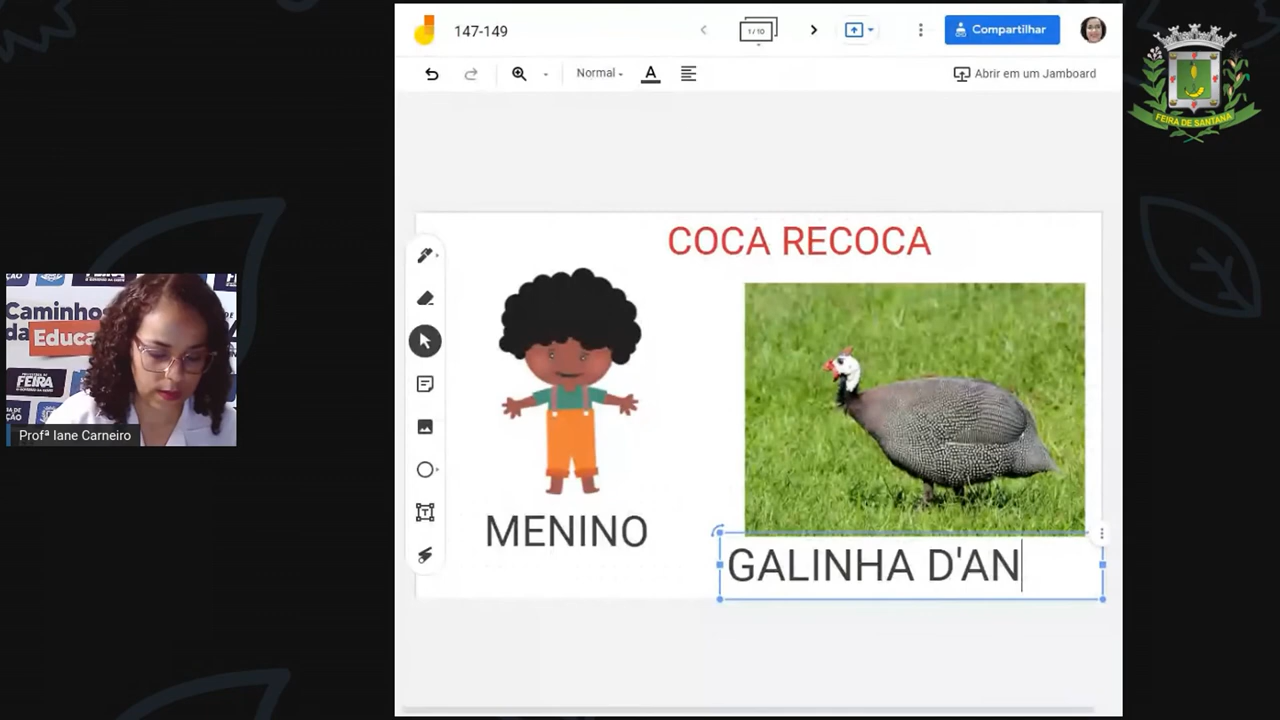 147-149
1 / 10
Compartilhar
Normal
A
Abrir em um Jamboard
FEIRA DE SANTANA
COCA RECOCA
MENINO
GALINHA D'AN
T
Caminhos
da
Educa
FEIRA
Profª Iane Carneiro